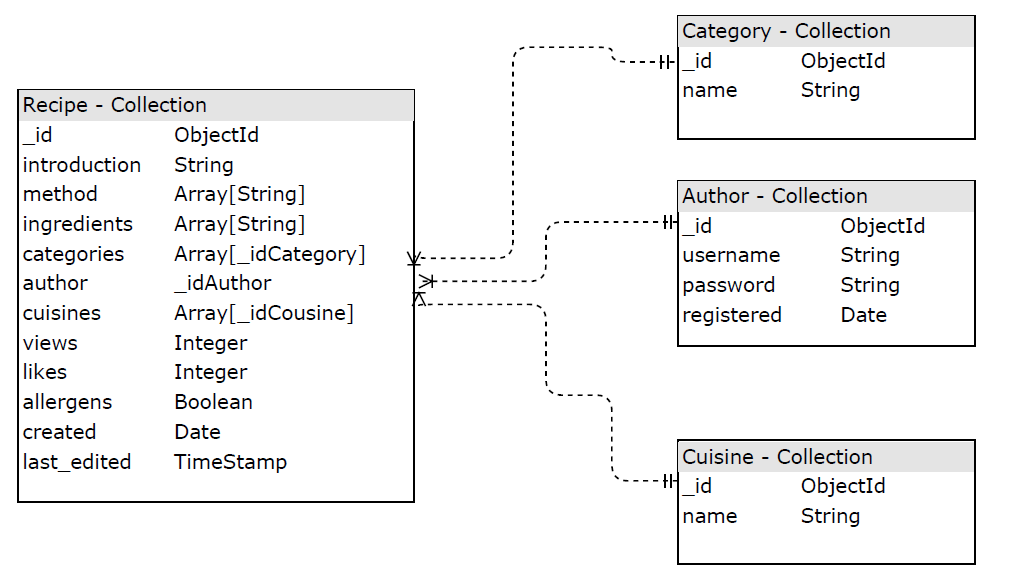 Recipe - Collection
_id ObjectId
introduction String
method Array[String]
ingredients Array[String]
categories Array[_idCategory]
author _idAuthor
cuisines Array[_idCousine]
views Integer
likes Integer
allergens Boolean
created Date
last_edited TimeStamp
Category - Collection
_id ObjectId
name String
Author - Collection
_id ObjectId
username String
password String
registered Date
Cuisine - Collection
_id ObjectId
name String